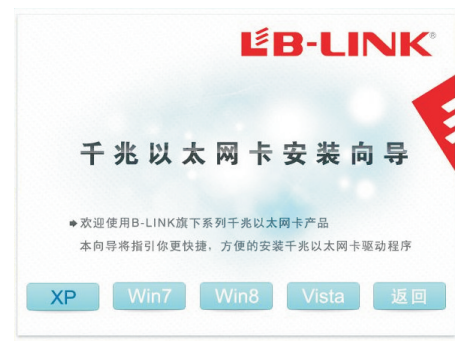 LB-LINK®
千兆以太网卡安装向导
欢迎使用B-LINK旗下系列千兆以太网卡产品
本向导将指引你更快捷，方便的安装千兆以太网卡驱动程序
XP Win7 Win8 Vista 返回